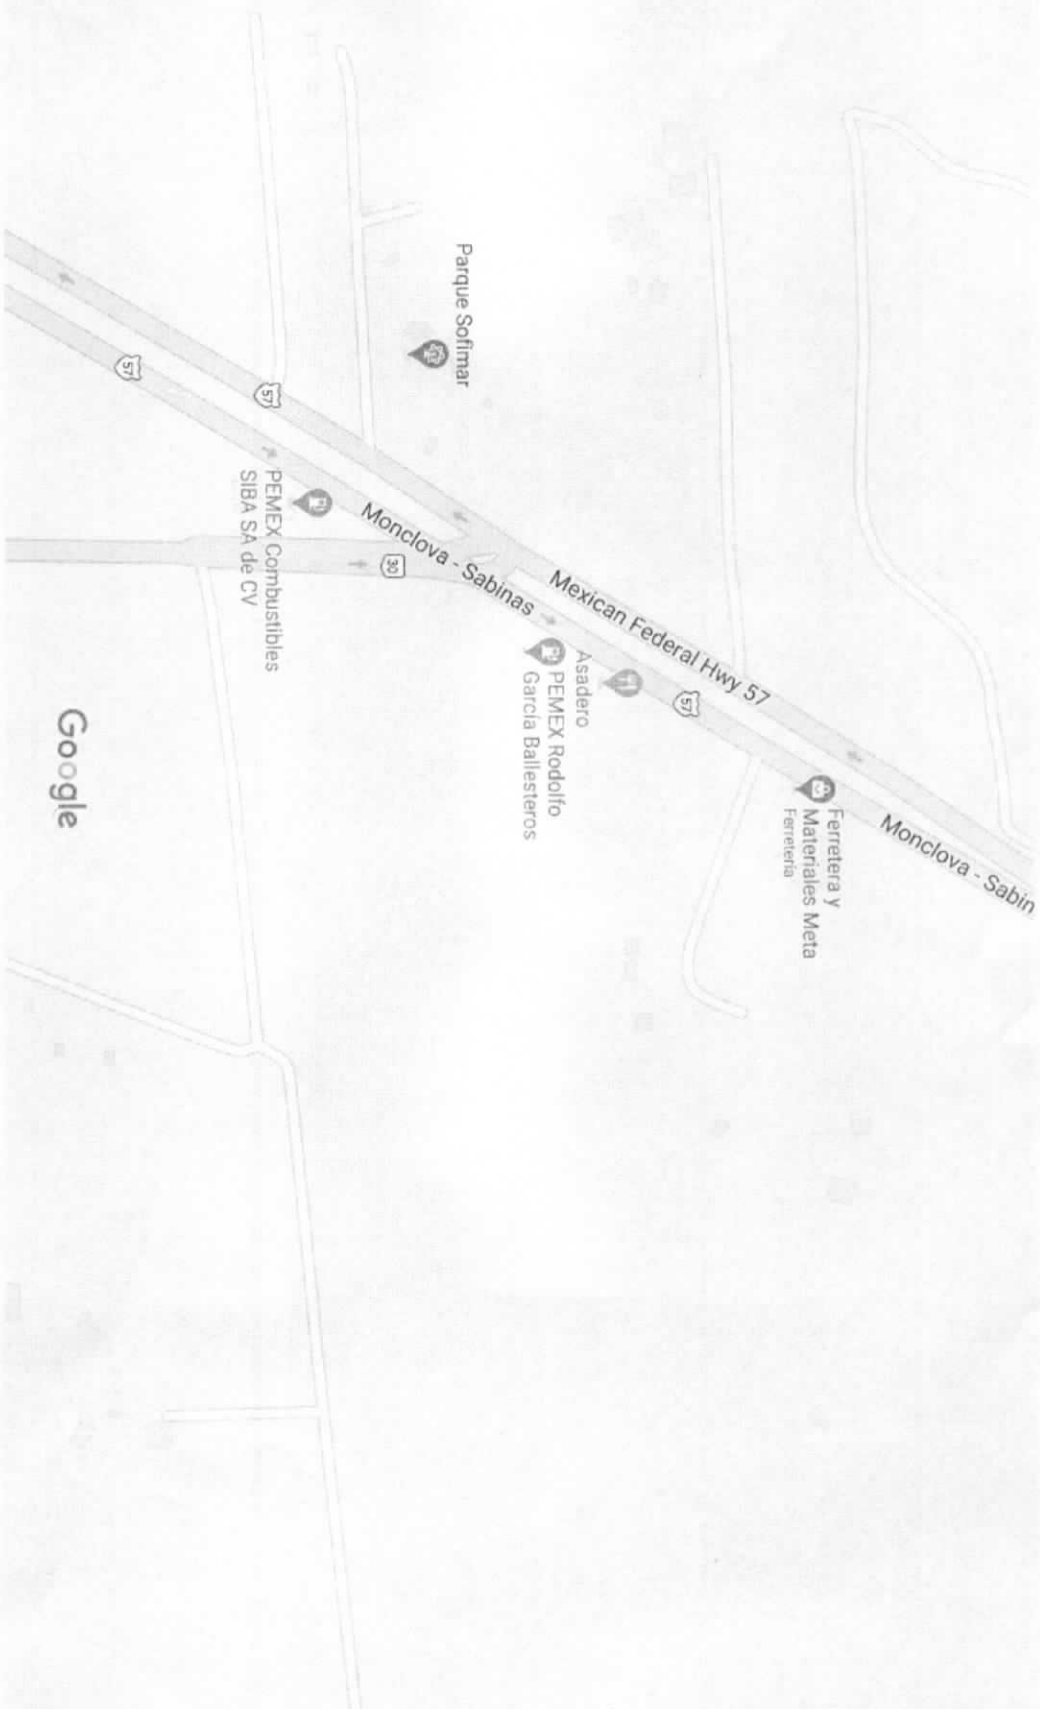 Parque Sofimar
57
57
PEMEX Combustibles
SIBA SA de CV
30
Monclova - Sabinas
Mexican Federal Hwy 57
Asadero
PEMEX Rodolfo
García Ballesteros
57
Ferretera y
Materiales Meta
Ferretería
Monclova - Sabin
Google